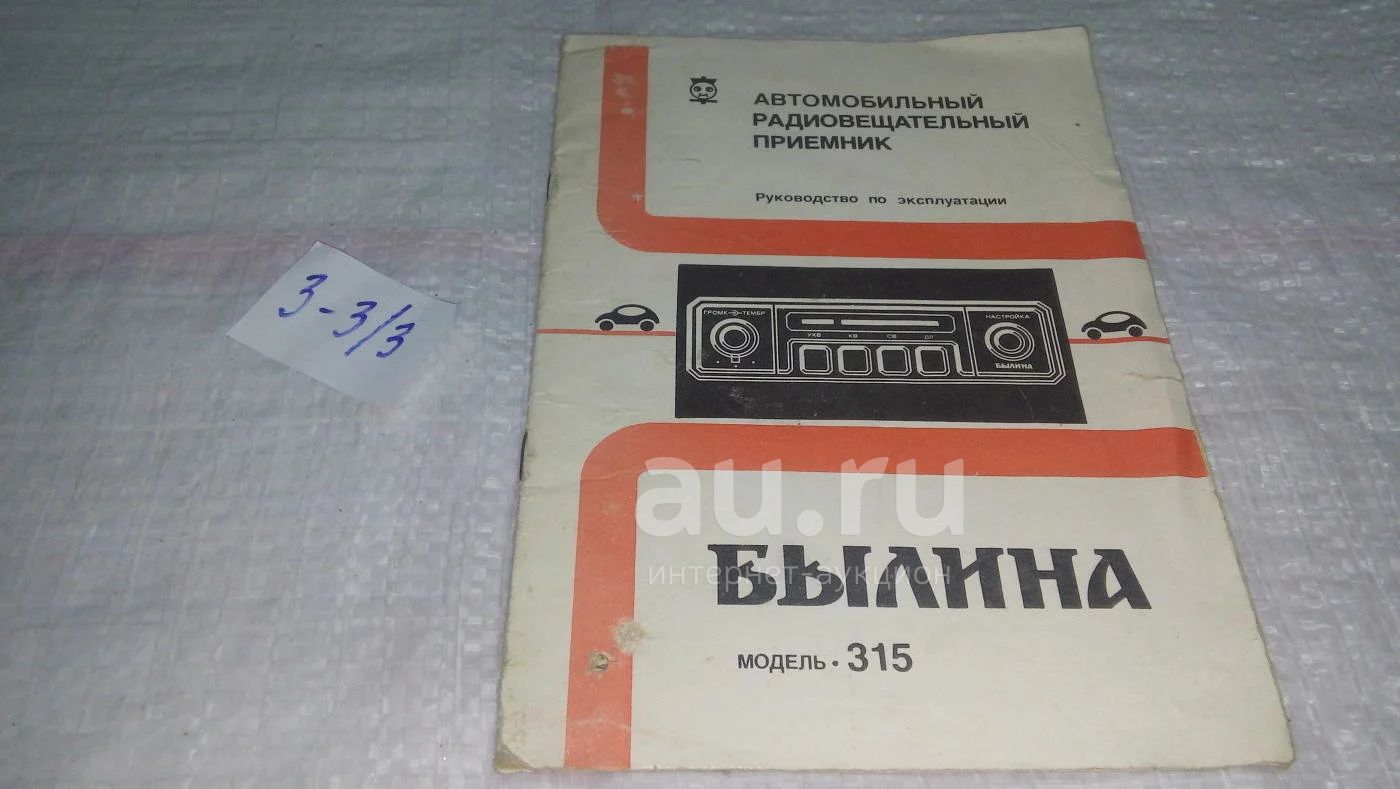 АВТОМОБИЛЬНЫЙ
РАДИОВЕЩАТЕЛЬНЫЙ
ПРИЕМНИК
Руководство по эксплуатации
3-3/3
ГРОМК ТЕМБР
УКВ КВ СВ ДВ
НАСТРОЙКА
БЫЛИНА
au.ru
интернет-аукцион
БЫЛИНА
МОДЕЛЬ · 315